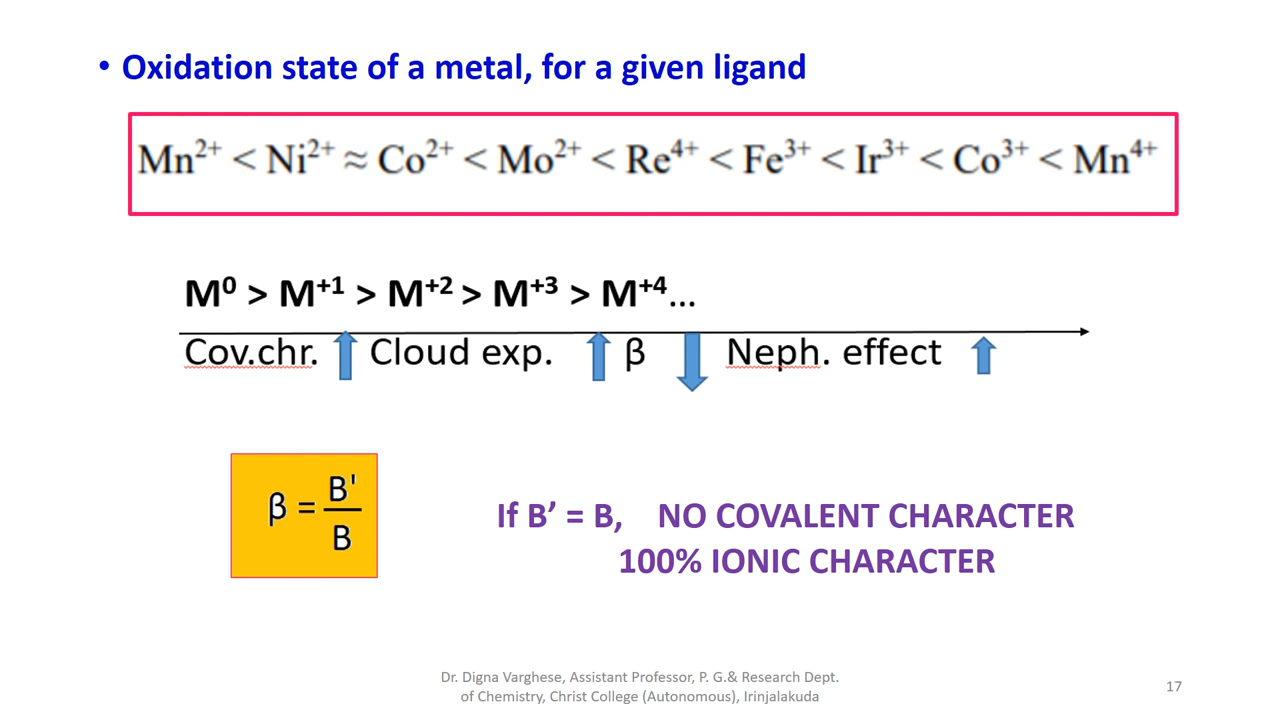 • Oxidation state of a metal, for a given ligand
Mn²⁺ < Ni²⁺ ≈ Co²⁺ < Mo²⁺ < Re⁴⁺ < Fe³⁺ < Ir³⁺ < Co³⁺ < Mn⁴⁺
M⁰ > M⁺¹ > M⁺² > M⁺³ > M⁺⁴...
Cov.chr. Cloud exp. β Neph. effect
β = B' / B
If B’ = B, NO COVALENT CHARACTER
100% IONIC CHARACTER
Dr. Digna Varghese, Assistant Professor, P. G.& Research Dept.
of Chemistry, Christ College (Autonomous), Irinjalakuda
17